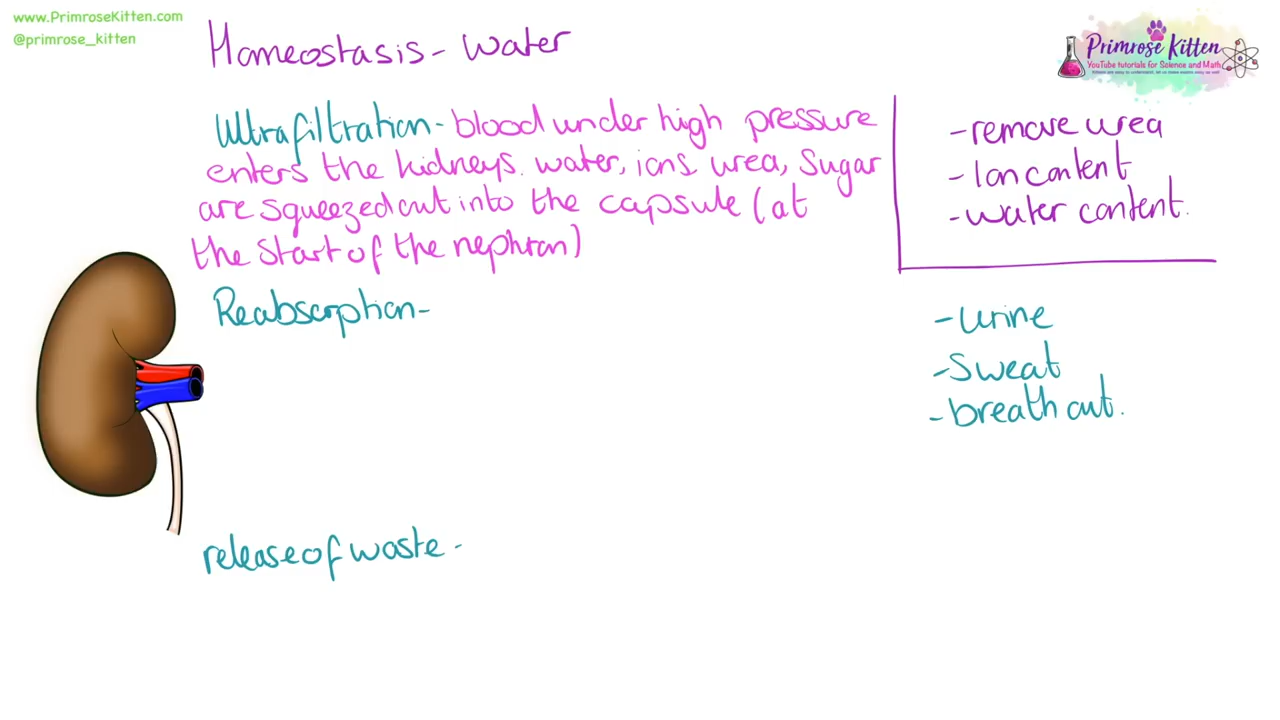 www.PrimroseKitten.com
@primrose_kitten
Homeostasis - water
Primrose Kitten
YouTube tutorials for Science and Math
Ultrafiltration - blood under high pressure
enters the kidneys. water, ions, urea, sugar
are squeezed out into the capsule (at
the start of the nephron)
- remove urea
- Ion content
- water content.
Reabsorption -
- urine
- Sweat
- breath out.
release of waste -